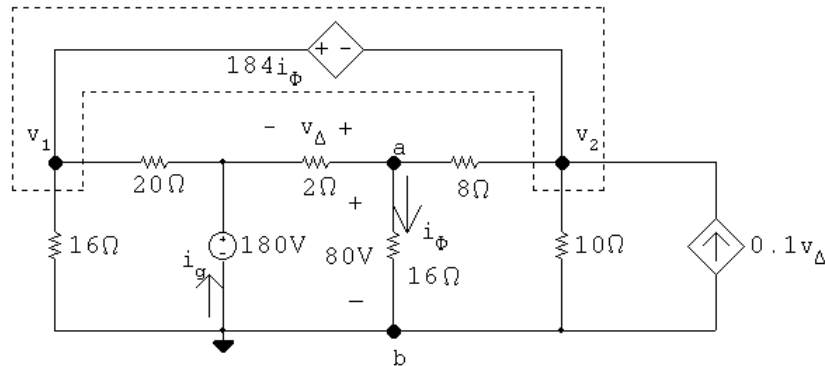 + -
184i_Φ
v_1
- v_Δ +
a
v_2
20Ω
2Ω
8Ω
+
16Ω
+
-
180V
80V
i_Φ
16Ω
10Ω
0.1v_Δ
i_g
-
b